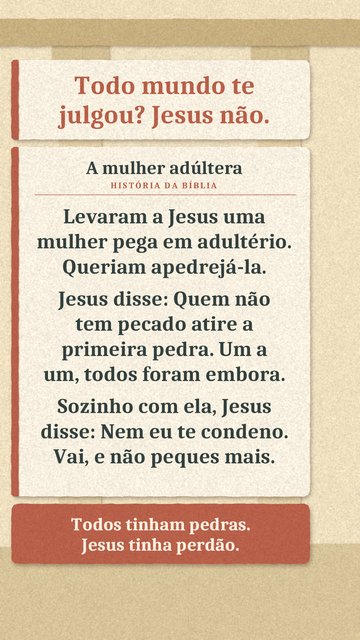 Todo mundo te
julgou? Jesus não.
A mulher adúltera
HISTÓRIA DA BÍBLIA
Levaram a Jesus uma
mulher pega em adultério.
Queriam apedrejá-la.
Jesus disse: Quem não
tem pecado atire a
primeira pedra. Um a
um, todos foram embora.
Sozinho com ela, Jesus
disse: Nem eu te condeno.
Vai, e não peques mais.
Todos tinham pedras.
Jesus tinha perdão.